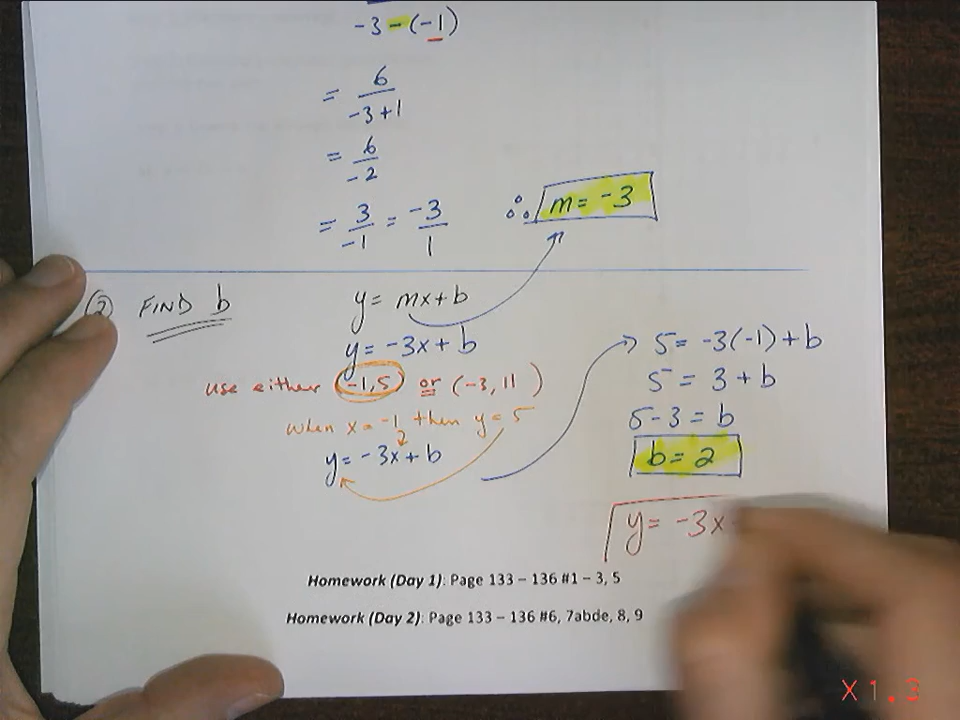 -3 - (-1)
= 6 / -3+1
= 6 / -2
= 3 / -1 = -3 / 1 ∴ m = -3
② FIND b
y = mx + b
y = -3x + b
use either (-1, 5) or (-3, 11)
when x = -1 then y = 5
y = -3x + b
5 = -3(-1) + b
5 = 3 + b
5 - 3 = b
b = 2
y = -3x
Homework (Day 1): Page 133 – 136 #1 – 3, 5
Homework (Day 2): Page 133 – 136 #6, 7abde, 8, 9
X1.3